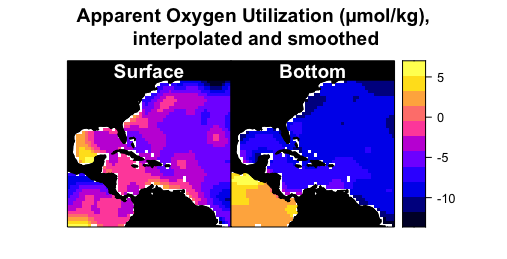 Apparent Oxygen Utilization (µmol/kg),
interpolated and smoothed
Surface
Bottom
5
0
-5
-10